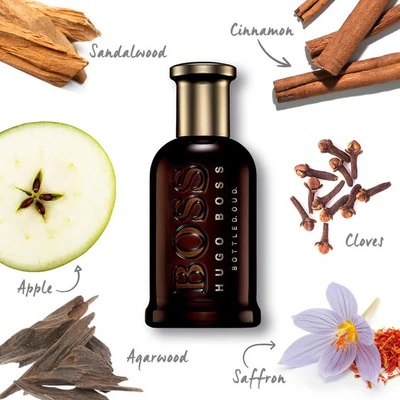 Sandalwood
Cinnamon
BOSS
HUGO BOSS
BOTTLED.OUD.
Apple
Cloves
Agarwood
Saffron